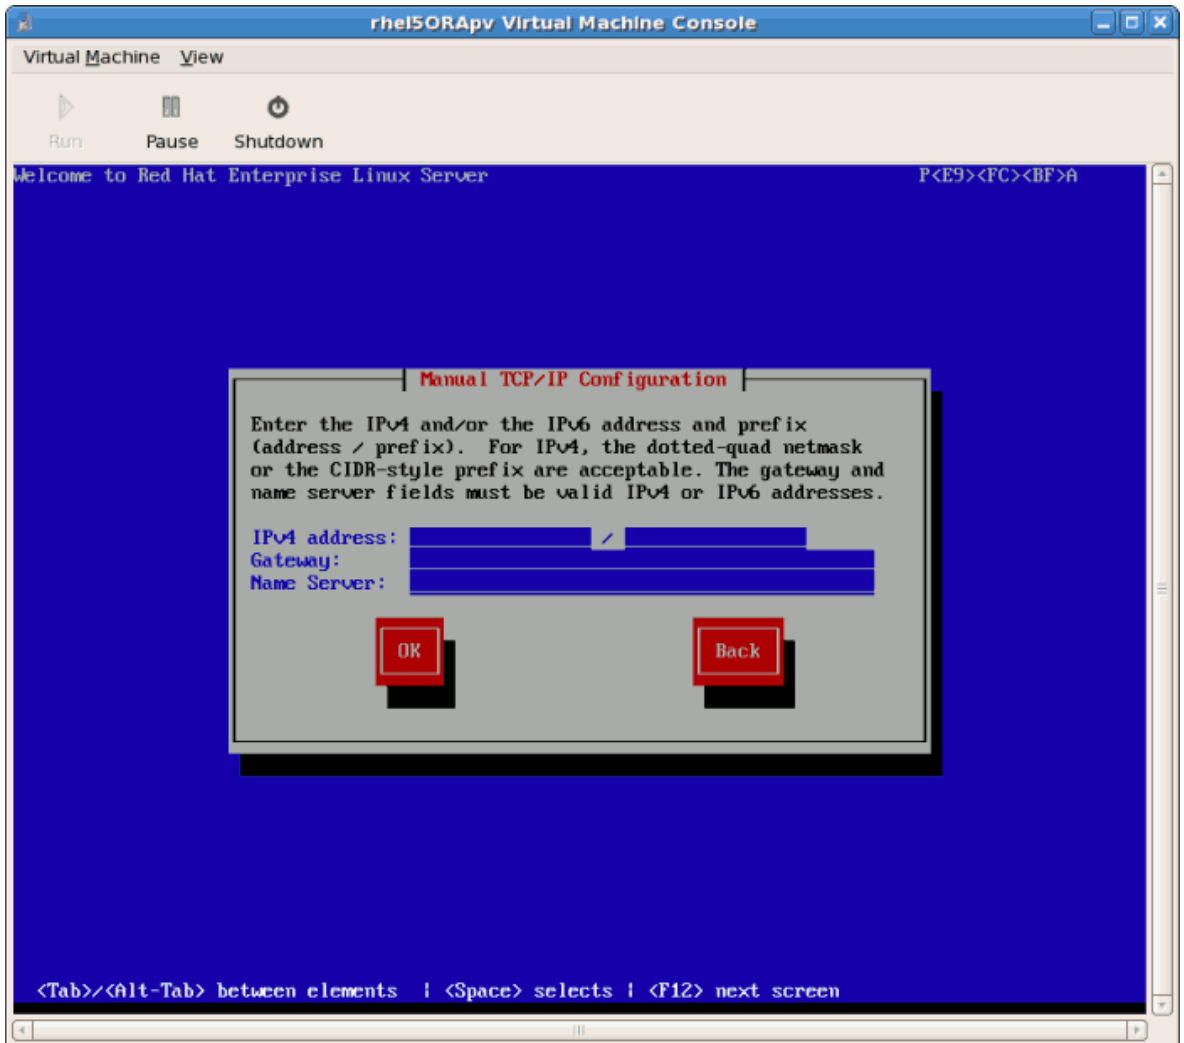 rhel5ORApv Virtual Machine Console
Virtual Machine View
Run Pause Shutdown
Welcome to Red Hat Enterprise Linux Server P<E9><FC><BF>A
Manual TCP/IP Configuration
Enter the IPv4 and/or the IPv6 address and prefix
(address / prefix). For IPv4, the dotted-quad netmask
or the CIDR-style prefix are acceptable. The gateway and
name server fields must be valid IPv4 or IPv6 addresses.
IPv4 address: /
Gateway:
Name Server:
OK Back
<Tab>/<Alt-Tab> between elements | <Space> selects | <F12> next screen